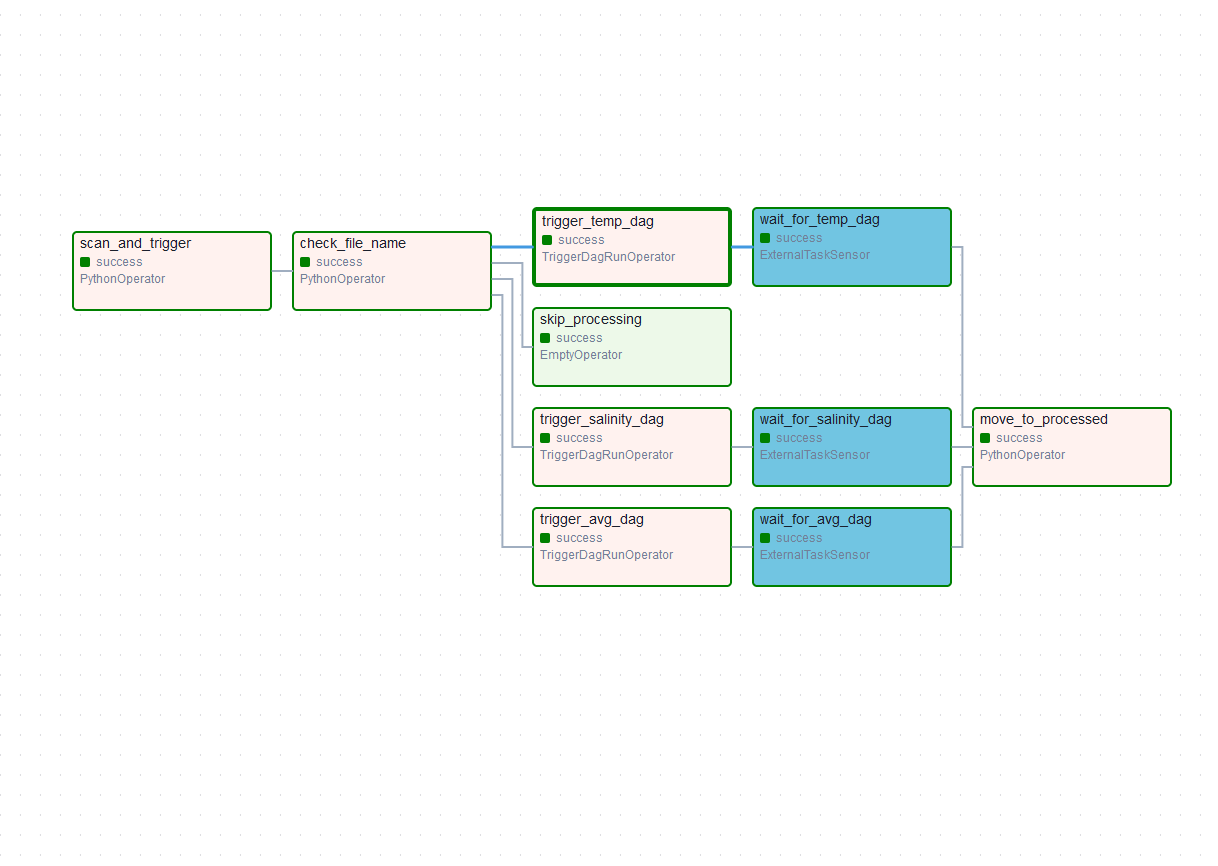 scan_and_trigger
success
PythonOperator
check_file_name
success
PythonOperator
trigger_temp_dag
success
TriggerDagRunOperator
wait_for_temp_dag
success
ExternalTaskSensor
skip_processing
success
EmptyOperator
trigger_salinity_dag
success
TriggerDagRunOperator
wait_for_salinity_dag
success
ExternalTaskSensor
move_to_processed
success
PythonOperator
trigger_avg_dag
success
TriggerDagRunOperator
wait_for_avg_dag
success
ExternalTaskSensor